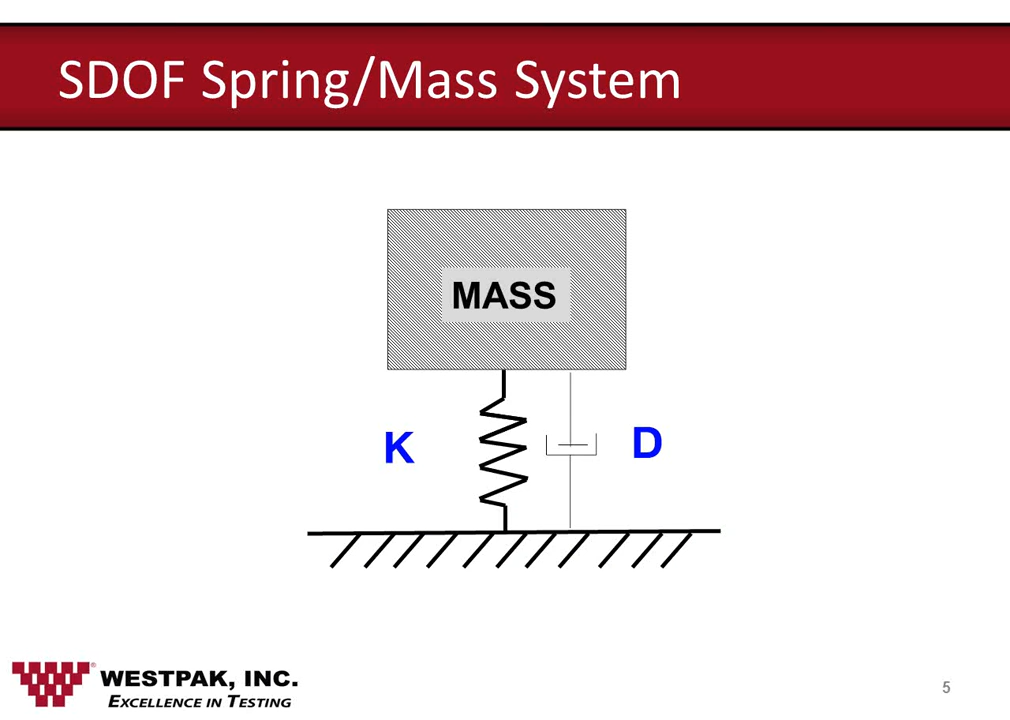 SDOF Spring/Mass System
MASS
K
D
WESTPAK, INC.
EXCELLENCE IN TESTING
5